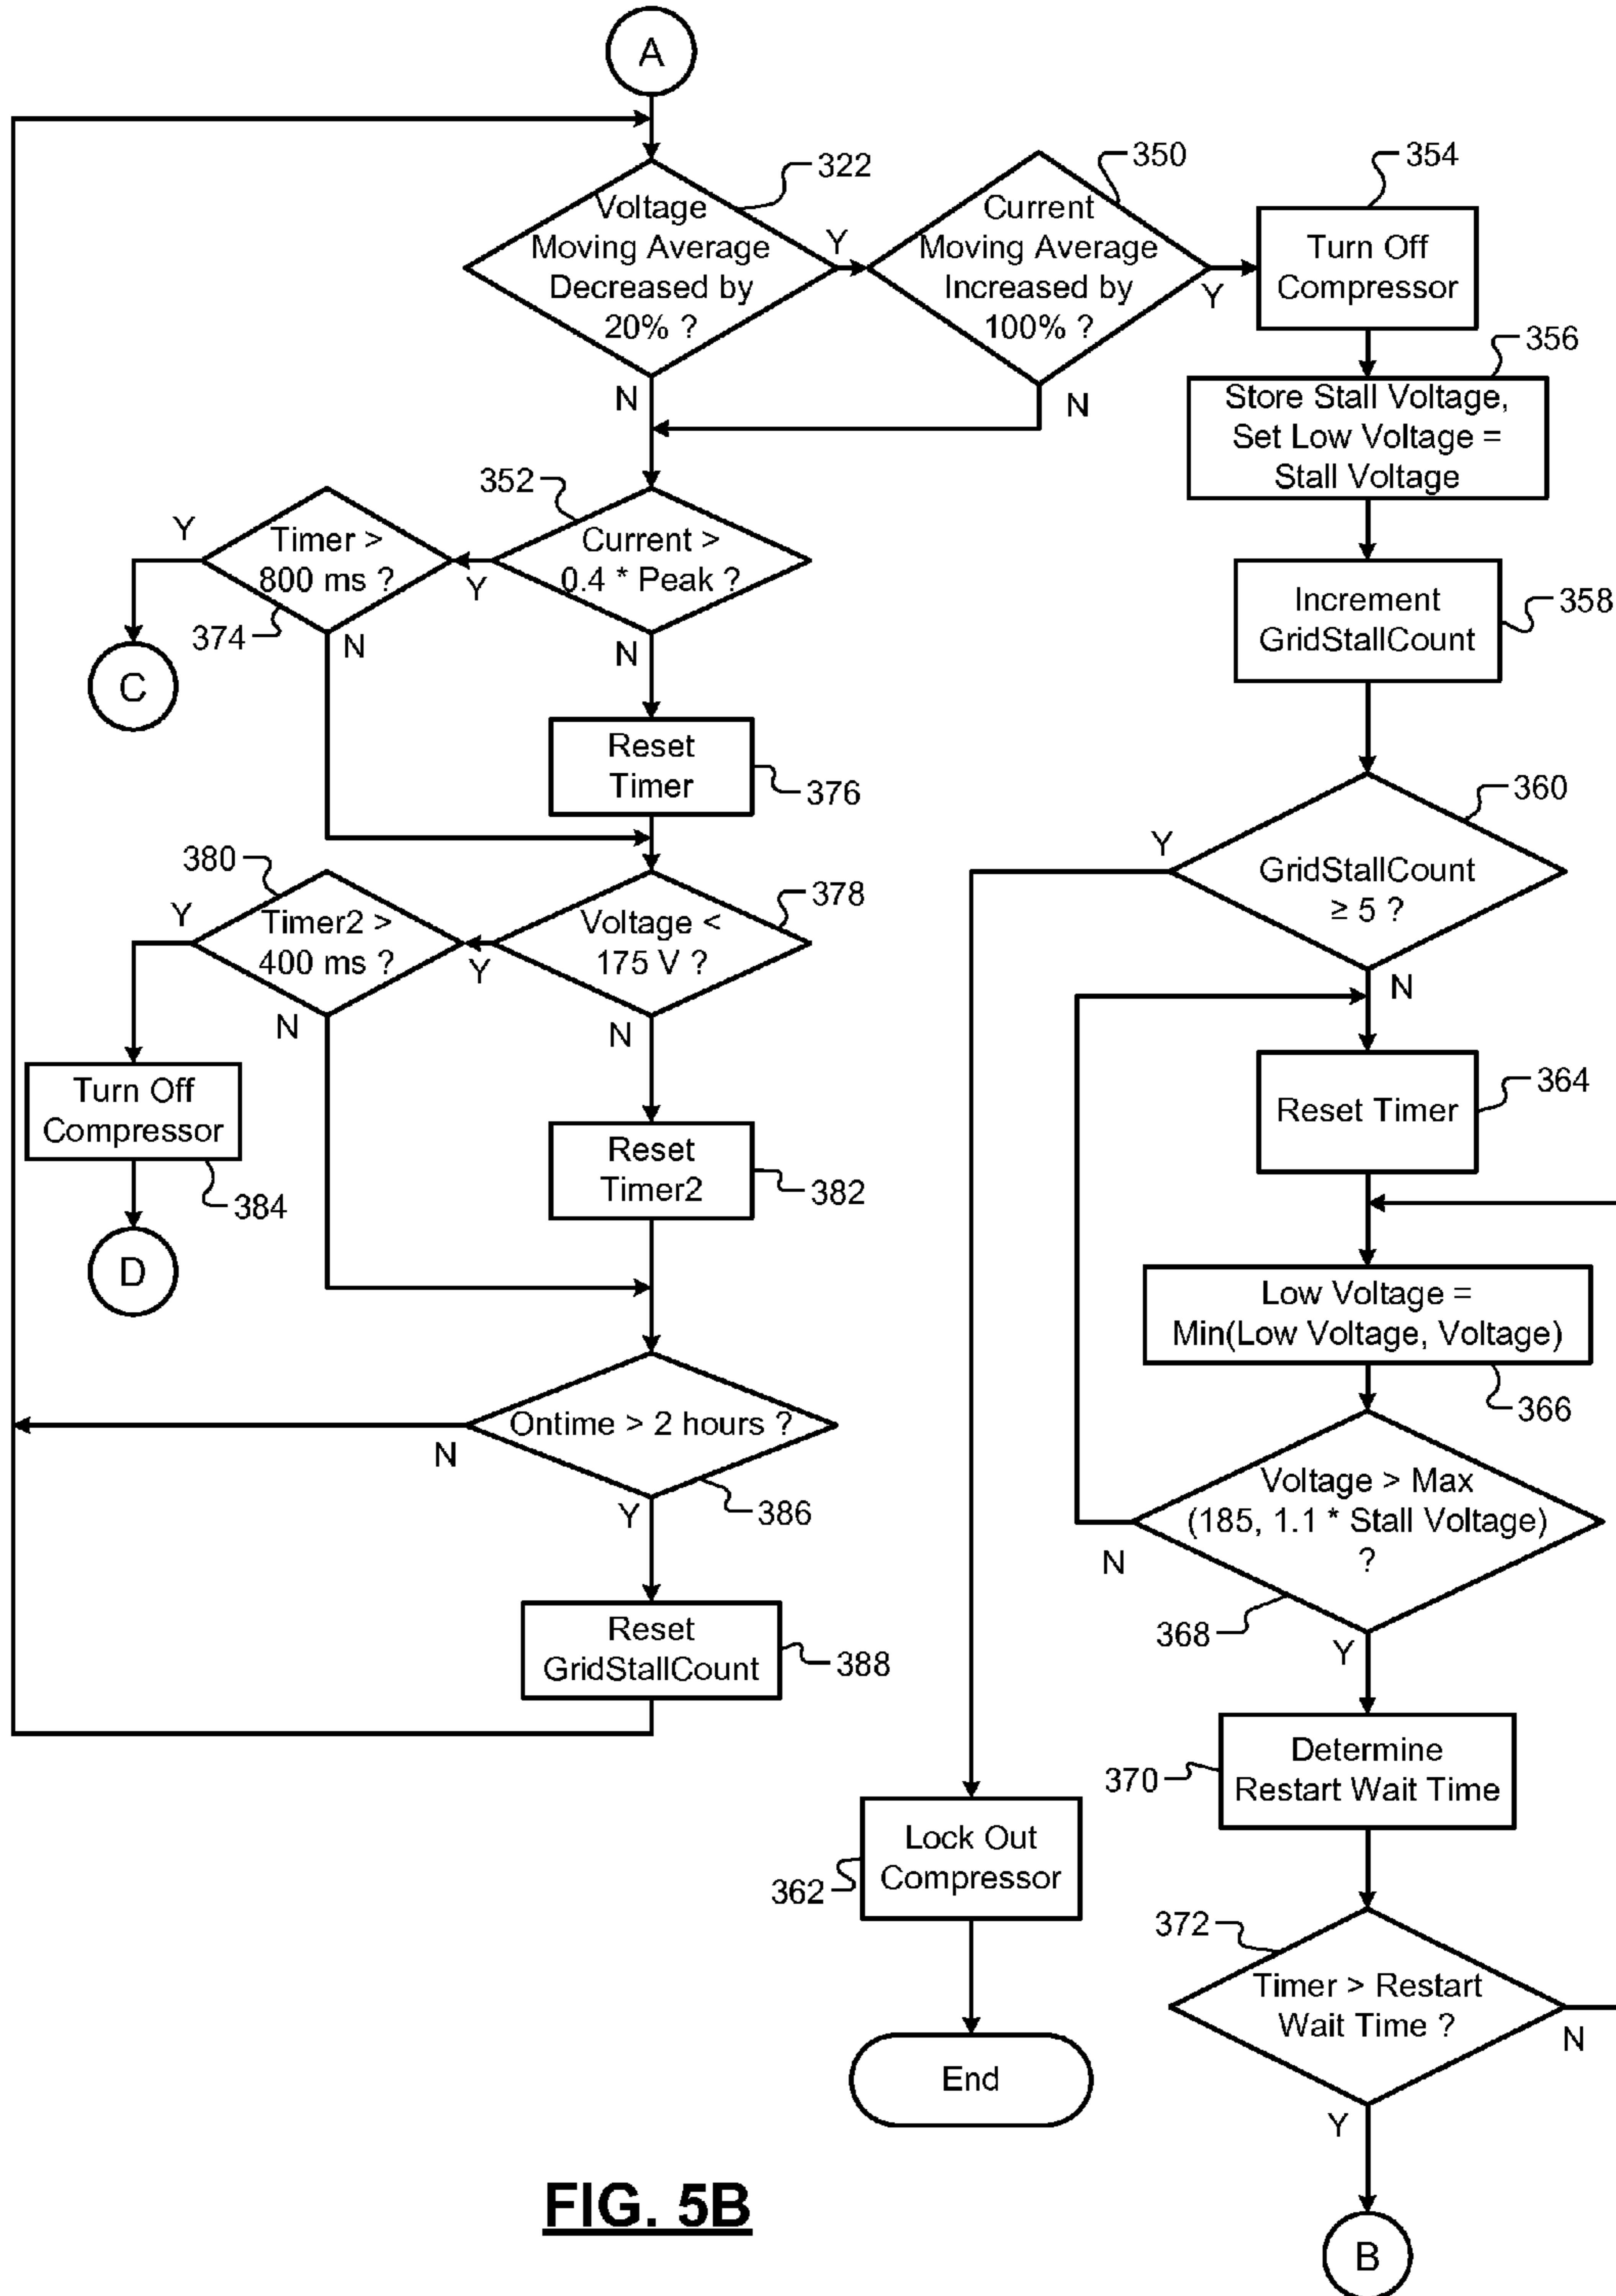 A
322
Voltage
Moving Average
Decreased by
20% ?
Y
N
350
Current
Moving Average
Increased by
100% ?
Y
N
354
Turn Off
Compressor
356
Store Stall Voltage,
Set Low Voltage =
Stall Voltage
352
Current >
0.4 * Peak ?
Y
N
Timer >
800 ms ?
Y
374
N
C
358
Increment
GridStallCount
Reset
Timer
376
360
GridStallCount
≥ 5 ?
Y
N
378
Voltage <
175 V ?
Y
N
380
Timer2 >
400 ms ?
Y
N
Turn Off
Compressor
384
D
Reset
Timer2
382
364
Reset Timer
Low Voltage =
Min(Low Voltage, Voltage)
366
Ontime > 2 hours ?
N
386
Y
Voltage > Max
(185, 1.1 * Stall Voltage)
?
N
368
Y
Reset
GridStallCount
388
Determine
Restart Wait Time
370
Lock Out
Compressor
362
372
Timer > Restart
Wait Time ?
N
Y
End
B
FIG. 5B